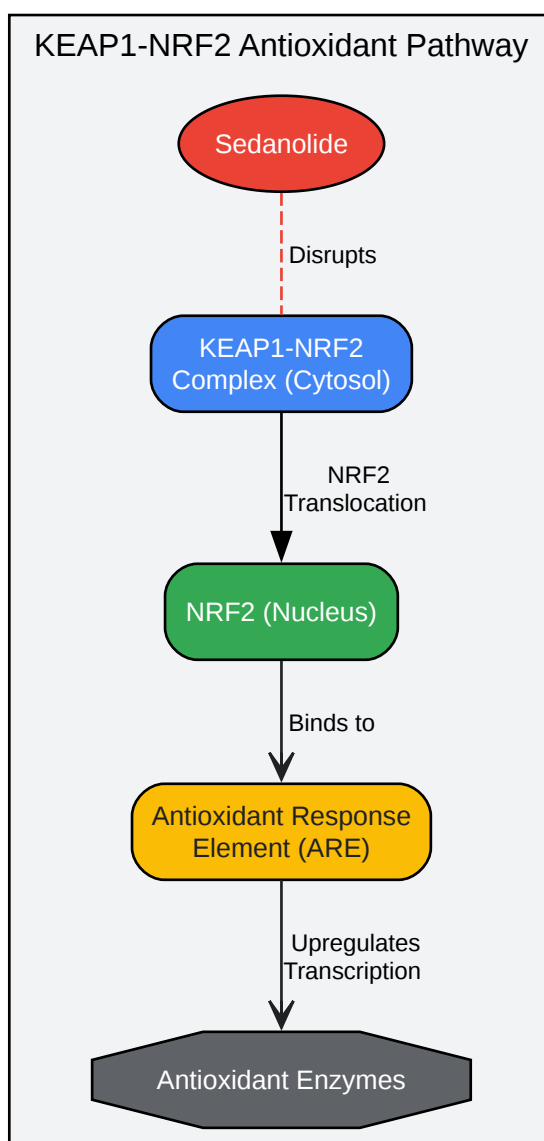 KEAP1-NRF2 Antioxidant Pathway
Sedanolide
Disrupts
KEAP1-NRF2
Complex (Cytosol)
NRF2
Translocation
NRF2 (Nucleus)
Binds to
Antioxidant Response
Element (ARE)
Upregulates
Transcription
Antioxidant Enzymes